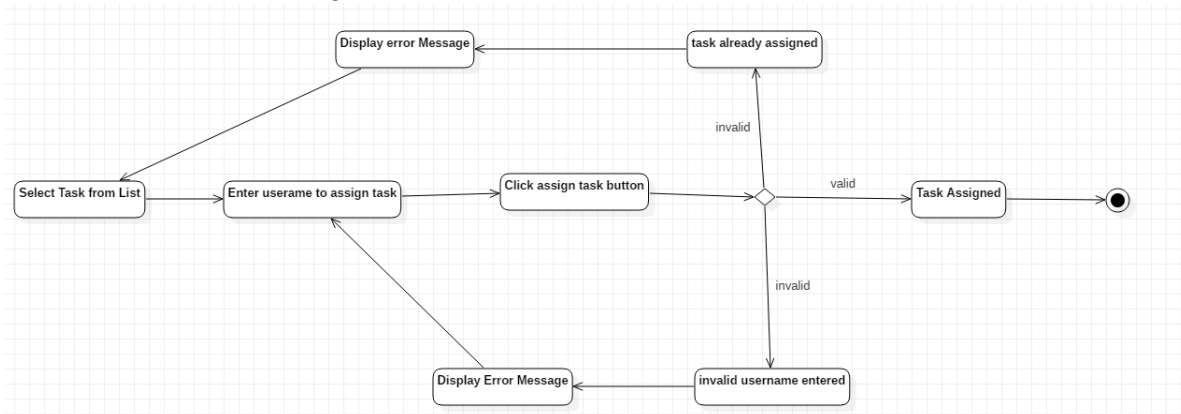 Display error Message
task already assigned
invalid
Select Task from List
Enter userame to assign task
Click assign task button
valid
Task Assigned
invalid
Display Error Message
invalid username entered